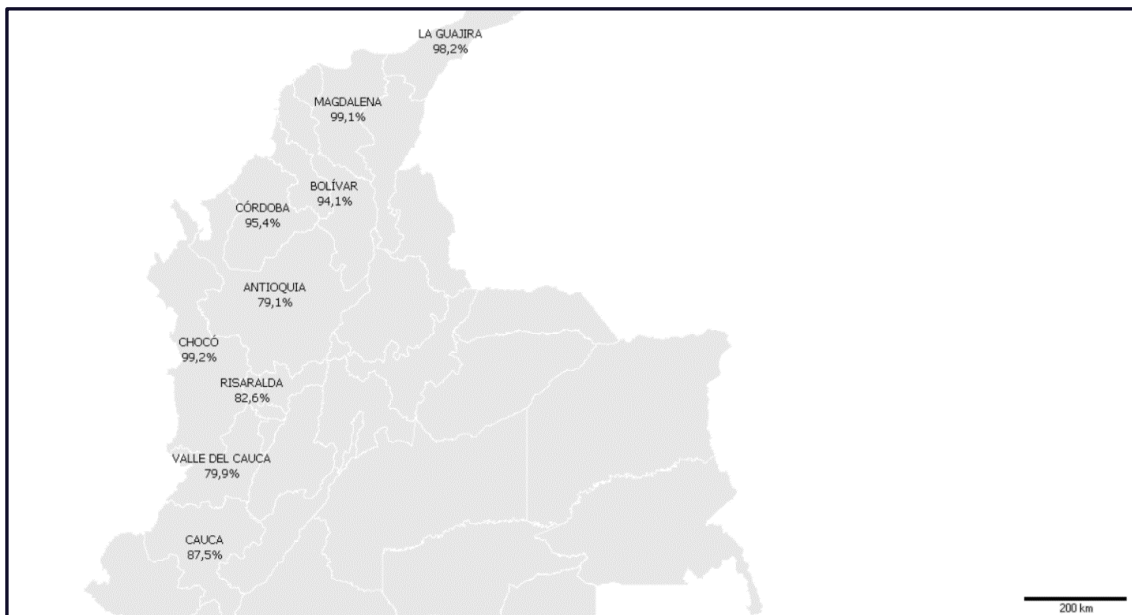 LA GUAJIRA
98,2%
MAGDALENA
99,1%
BOLÍVAR
94,1%
CÓRDOBA
95,4%
ANTIOQUIA
79,1%
CHOCÓ
99,2%
RISARALDA
82,6%
VALLE DEL CAUCA
79,9%
CAUCA
87,5%
200 km